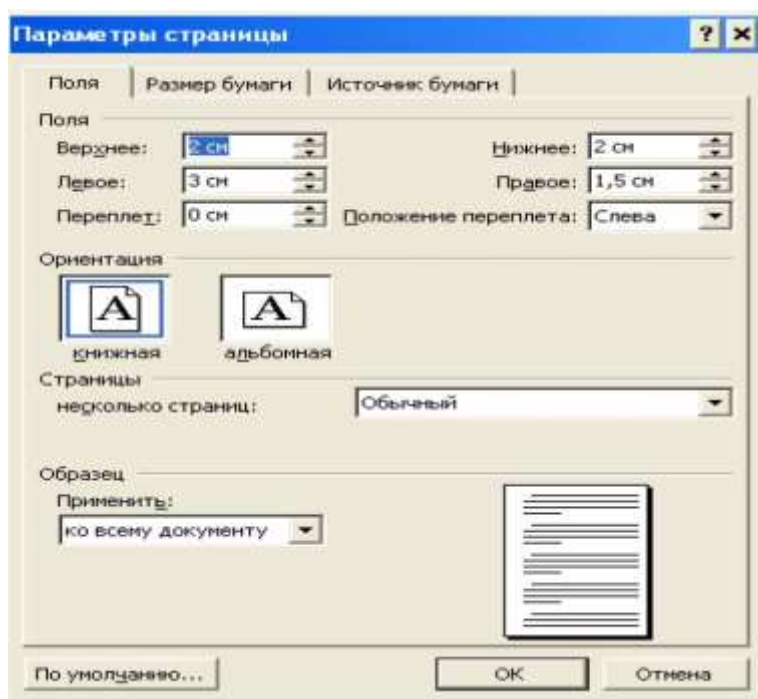 Параметры страницы ? ×
Поля Размер бумаги Источник бумаги
Поля
Верхнее: 2 см Нижнее: 2 см
Левое: 3 см Правое: 1,5 см
Переплет: 0 см Положение переплета: Слева
Ориентация
A A
книжная альбомная
Страницы
несколько страниц: Обычный
Образец
Применить:
ко всему документу
По умолчанию... ОК Отмена